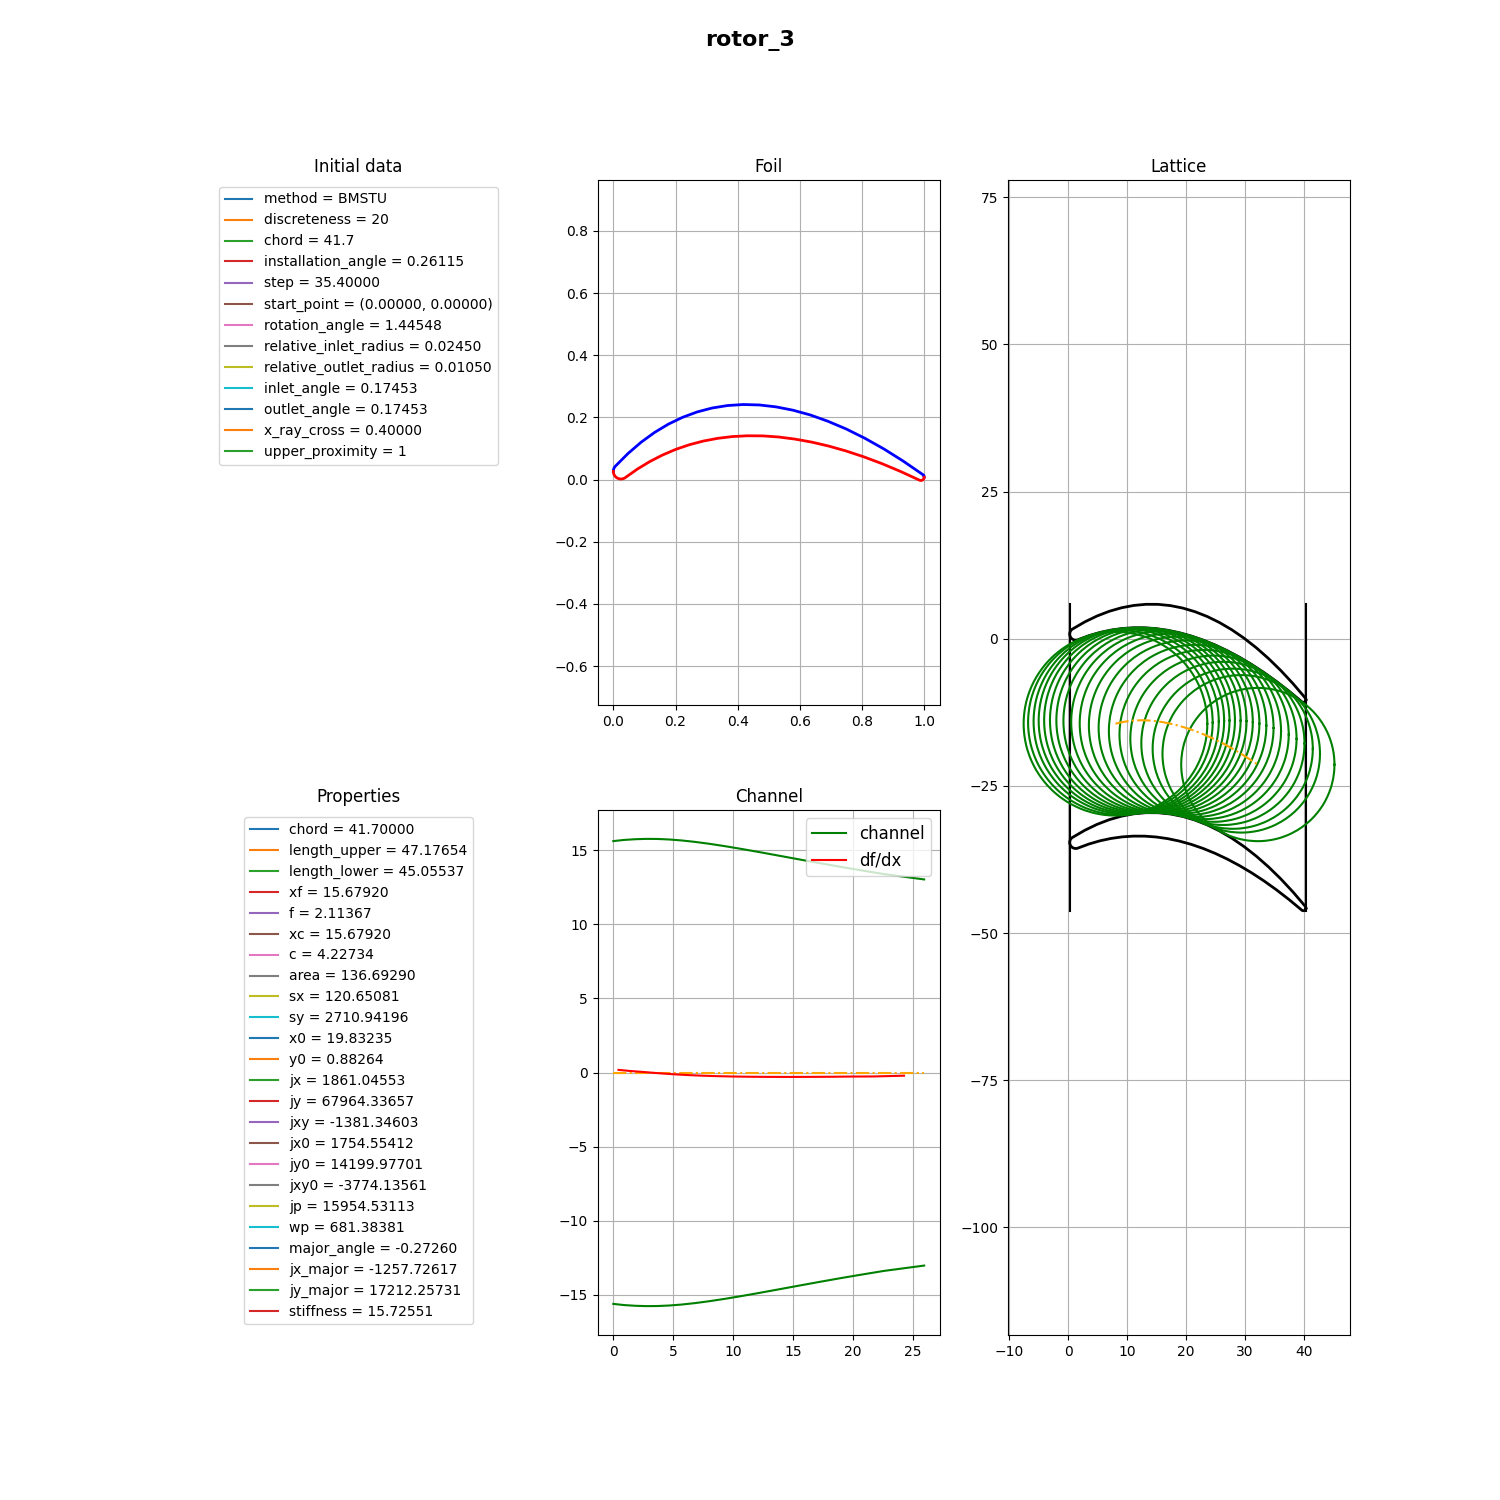 rotor_3
Initial data
method = BMSTU
discreteness = 20
chord = 41.7
installation_angle = 0.26115
step = 35.40000
start_point = (0.00000, 0.00000)
rotation_angle = 1.44548
relative_inlet_radius = 0.02450
relative_outlet_radius = 0.01050
inlet_angle = 0.17453
outlet_angle = 0.17453
x_ray_cross = 0.40000
upper_proximity = 1
Foil
0.8
0.6
0.4
0.2
0.0
−0.2
−0.4
−0.6
0.0 0.2 0.4 0.6 0.8 1.0
Lattice
75
50
25
0
−25
−50
−75
−100
−10 0 10 20 30 40
Properties
chord = 41.70000
length_upper = 47.17654
length_lower = 45.05537
xf = 15.67920
f = 2.11367
xc = 15.67920
c = 4.22734
area = 136.69290
sx = 120.65081
sy = 2710.94196
x0 = 19.83235
y0 = 0.88264
jx = 1861.04553
jy = 67964.33657
jxy = -1381.34603
jx0 = 1754.55412
jy0 = 14199.97701
jxy0 = -3774.13561
jp = 15954.53113
wp = 681.38381
major_angle = -0.27260
jx_major = -1257.72617
jy_major = 17212.25731
stiffness = 15.72551
Channel
channel
df/dx
15
10
5
0
−5
−10
−15
0 5 10 15 20 25